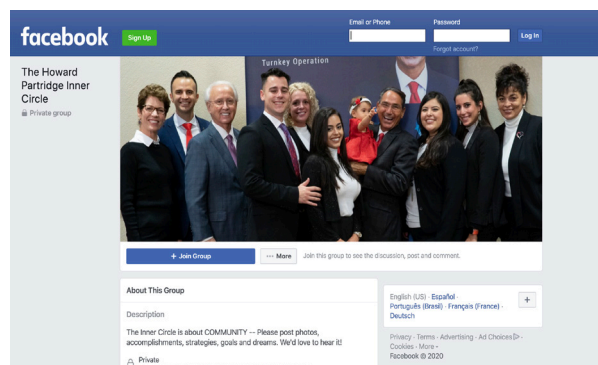 facebook
Sign Up
Email or Phone
Password
Log In
Forgot account?
The Howard
Partridge Inner
Circle
Private group
Turnkey Operation
+ Join Group
··· More
Join this group to see the discussion, post and comment.
About This Group
Description
The Inner Circle is about COMMUNITY -- Please post photos,
accomplishments, strategies, goals and dreams. We'd love to hear it!
Private
English (US) · Español ·
Português (Brasil) · Français (France) ·
Deutsch
+
Privacy · Terms · Advertising · Ad Choices ·
Cookies · More
Facebook © 2020